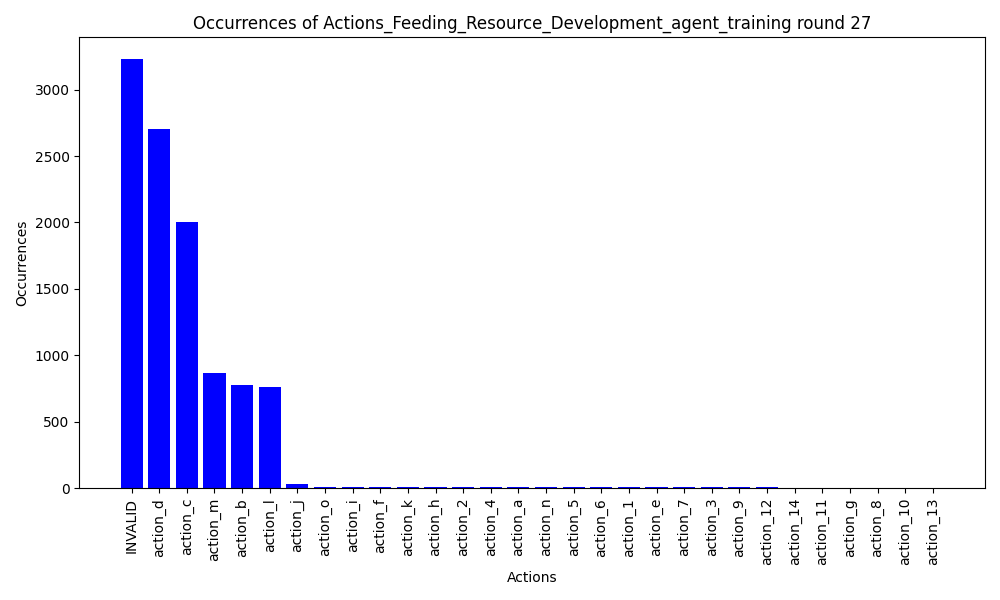 Occurrences of Actions_Feeding_Resource_Development_agent_training round 27
Occurrences
3000
2500
2000
1500
1000
500
0
INVALID
action_d
action_c
action_m
action_b
action_l
action_j
action_o
action_i
action_f
action_k
action_h
action_2
action_4
action_a
action_n
action_5
action_6
action_1
action_e
action_7
action_3
action_9
action_12
action_14
action_11
action_g
action_8
action_10
action_13
Actions